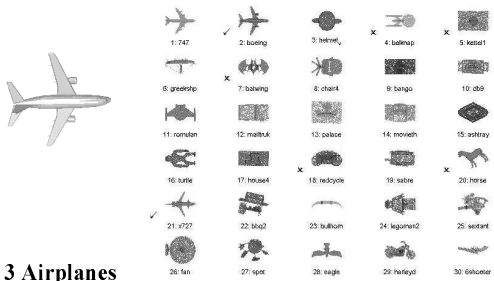 1: 747
2: boeing
3: helmet
4: bellmap
5: kettel1
6: greekshp
7: batwing
8: chair4
9: bango
10: db9
11: romulan
12: mailtruk
13: palace
14: movieth
15: ashtray
16: turtle
17: house4
18: redcycle
19: sabre
20: horse
21: x727
22: bbq2
23: bullhorn
24: legoman2
25: sextant
26: fan
27: spot
28: eagle
29: harleyd
30: 6shooter
3 Airplanes